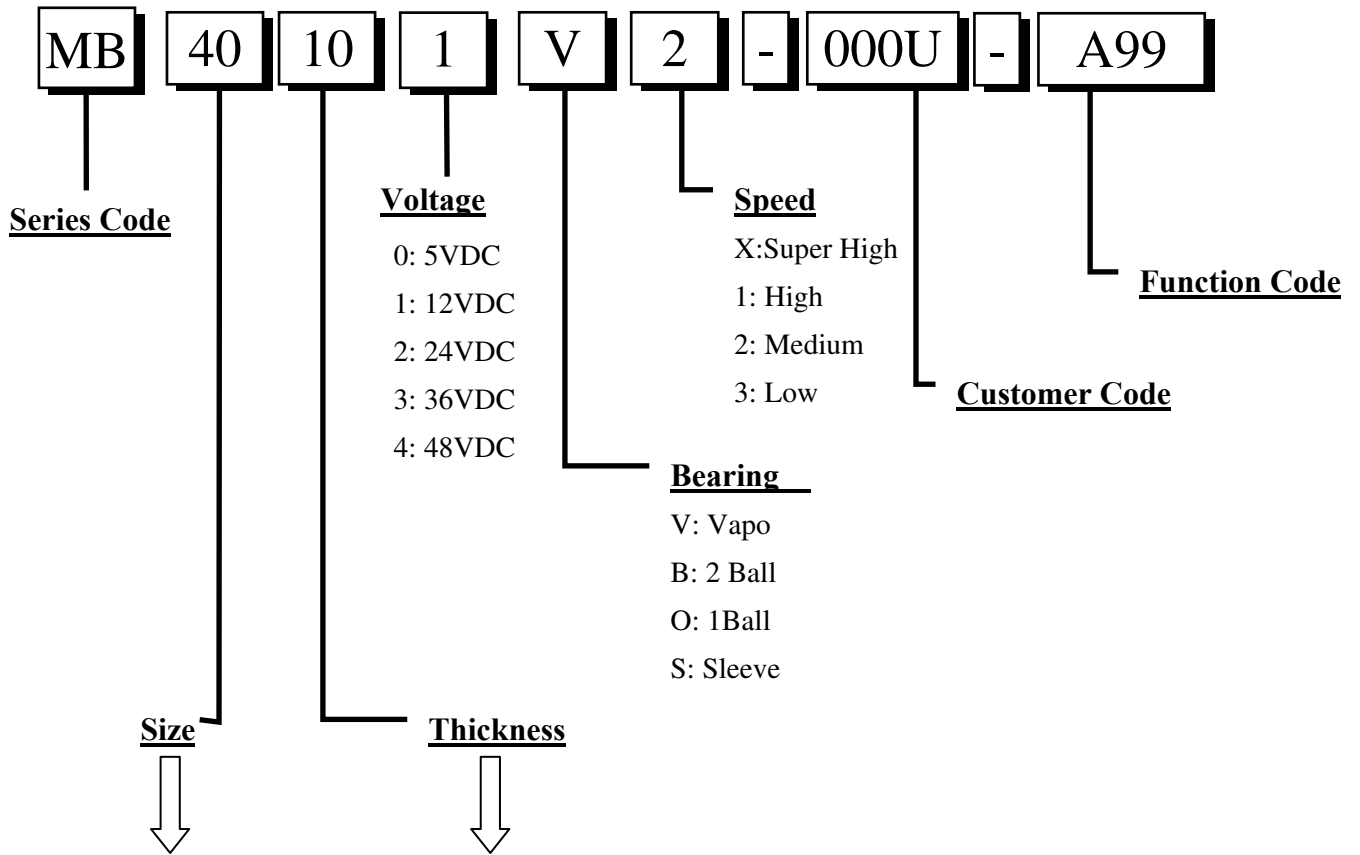 MB 40 10 1 V 2 - 000U - A99
Series Code
Voltage
0: 5VDC
1: 12VDC
2: 24VDC
3: 36VDC
4: 48VDC
Speed
X:Super High
1: High
2: Medium
3: Low
Function Code
Customer Code
Bearing
V: Vapo
B: 2 Ball
O: 1Ball
S: Sleeve
Size
Thickness